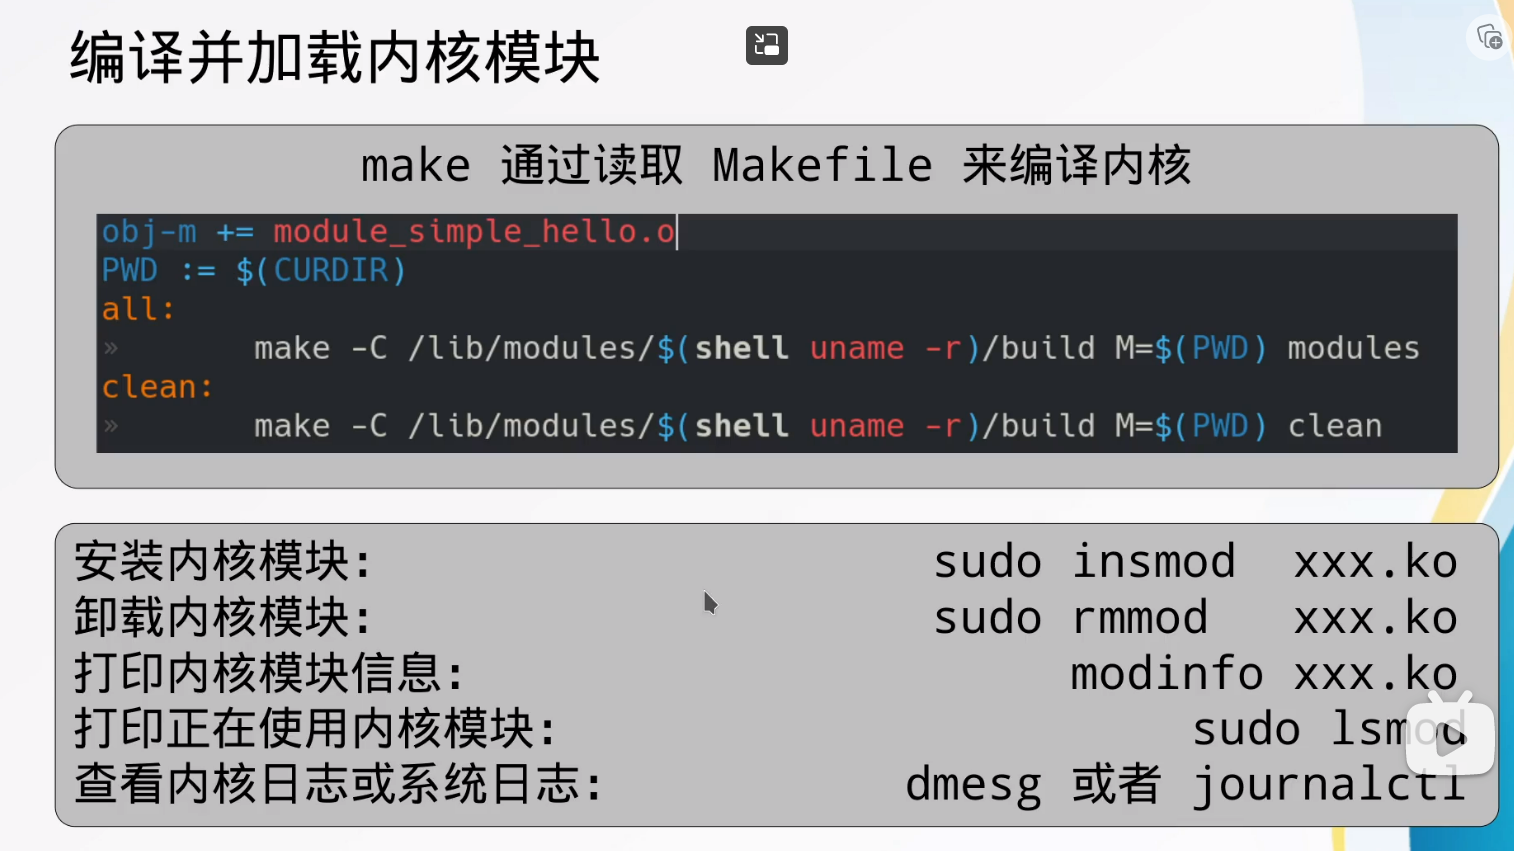 编译并加载内核模块
make 通过读取 Makefile 来编译内核
obj-m += module_simple_hello.o
PWD := $(CURDIR)
all:
»       make -C /lib/modules/$(shell uname -r)/build M=$(PWD) modules
clean:
»       make -C /lib/modules/$(shell uname -r)/build M=$(PWD) clean
安装内核模块: sudo insmod  xxx.ko
卸载内核模块: sudo rmmod   xxx.ko
打印内核模块信息: modinfo xxx.ko
打印正在使用内核模块: sudo lsmod
查看内核日志或系统日志: dmesg 或者 journalctl